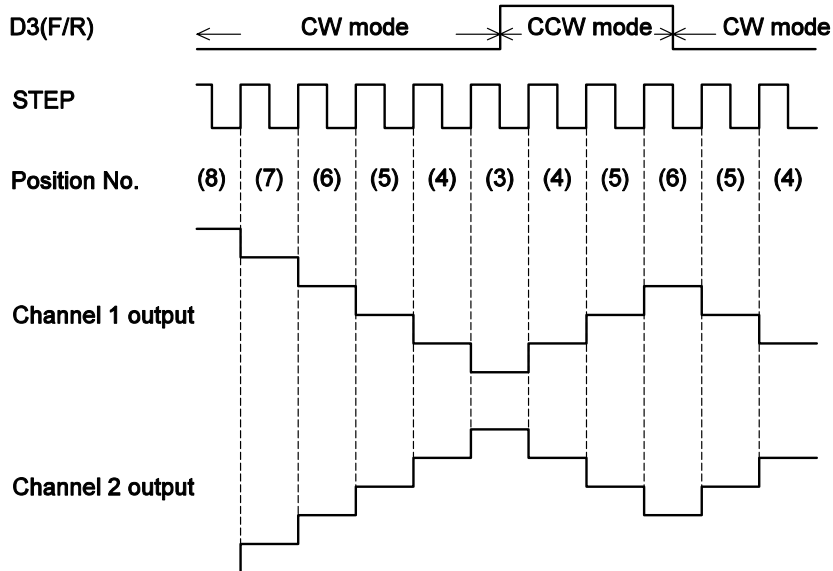 D3(F/R) CW mode CCW mode CW mode
STEP
Position No. (8) (7) (6) (5) (4) (3) (4) (5) (6) (5) (4)
Channel 1 output
Channel 2 output